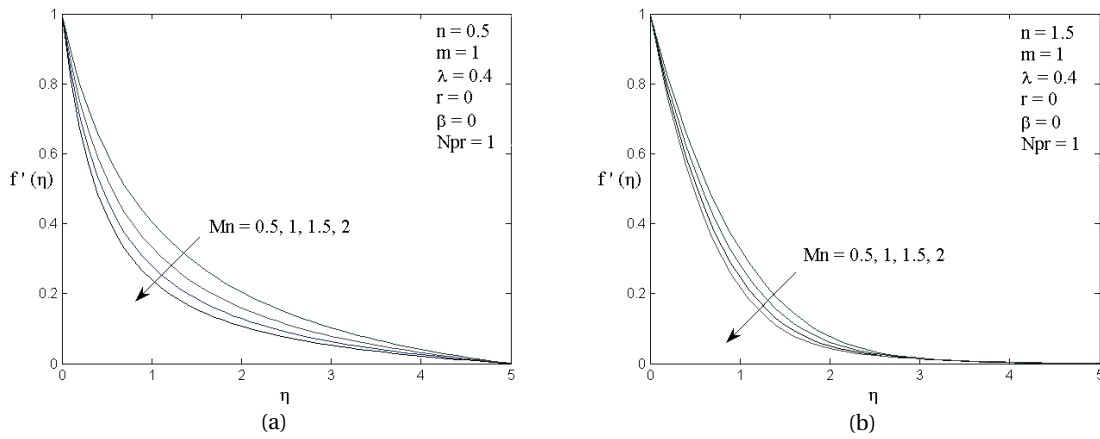 1
0.8
0.6
f ' (η)
0.4
0.2
0
0
1
2
3
4
5
η
n = 0.5
m = 1
λ = 0.4
r = 0
β = 0
Npr = 1
Mn = 0.5, 1, 1.5, 2
(a)
1
0.8
0.6
f ' (η)
0.4
0.2
0
0
1
2
3
4
5
η
n = 1.5
m = 1
λ = 0.4
r = 0
β = 0
Npr = 1
Mn = 0.5, 1, 1.5, 2
(b)